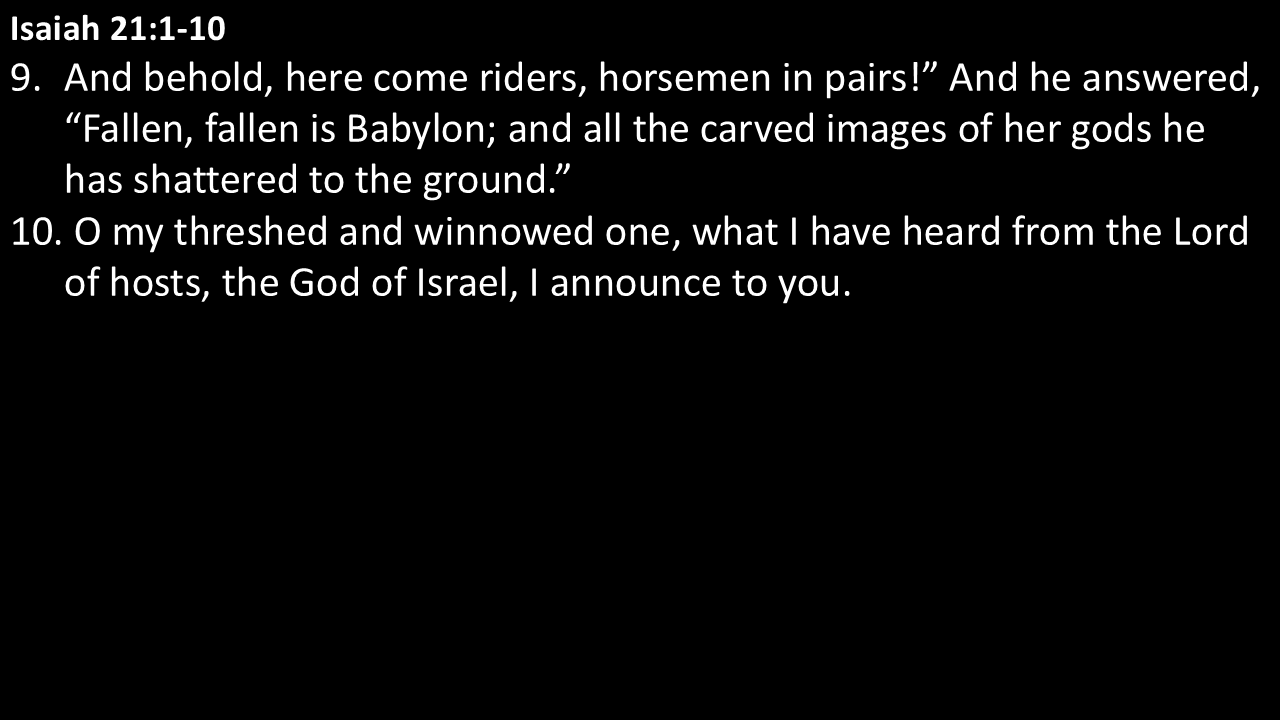 Isaiah 21:1-10
9. And behold, here come riders, horsemen in pairs!” And he answered,
“Fallen, fallen is Babylon; and all the carved images of her gods he
has shattered to the ground.”
10. O my threshed and winnowed one, what I have heard from the Lord
of hosts, the God of Israel, I announce to you.